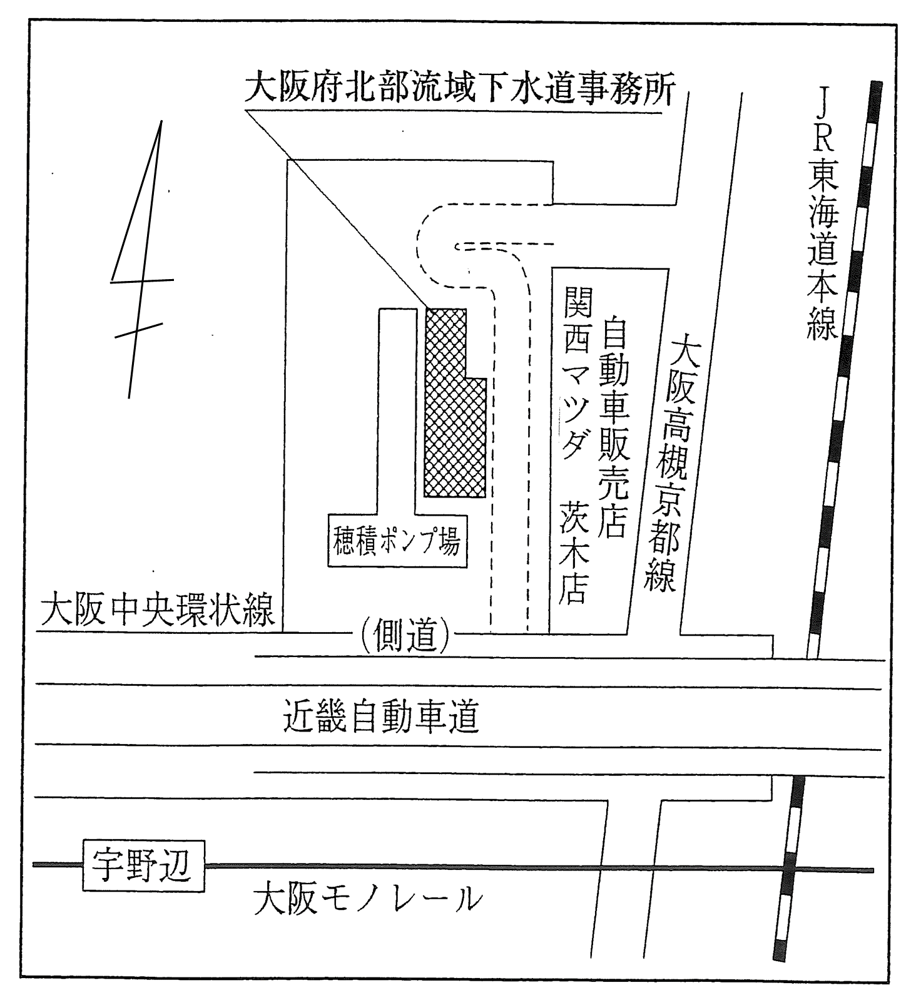 大阪府北部流域下水道事務所
JR東海道本線
自動車販売店
関西マツダ 茨木店
大阪高槻京都線
穂積ポンプ場
大阪中央環状線
(側道)
近畿自動車道
宇野辺
大阪モノレール